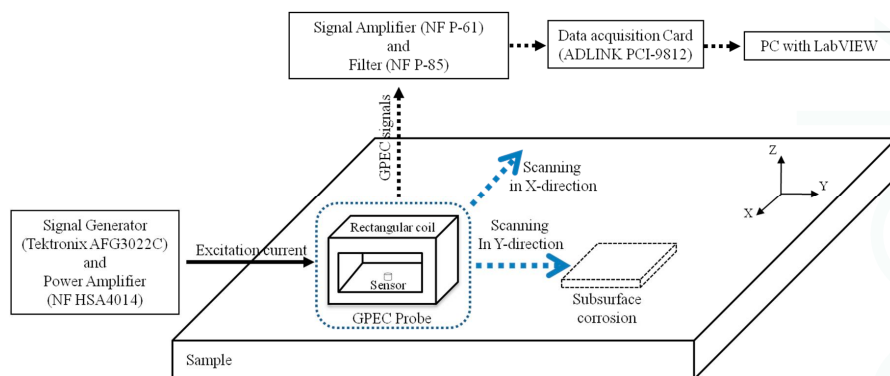 Signal Amplifier (NF P-61)
and
Filter (NF P-85)
Data acquisition Card
(ADLINK PCI-9812)
PC with LabVIEW
GPEC signals
Scanning
in X-direction
Z
X
Y
Signal Generator
(Tektronix AFG3022C)
and
Power Amplifier
(NF HSA4014)
Excitation current
Rectangular coil
Sensor
GPEC Probe
Scanning
In Y-direction
Subsurface
corrosion
Sample